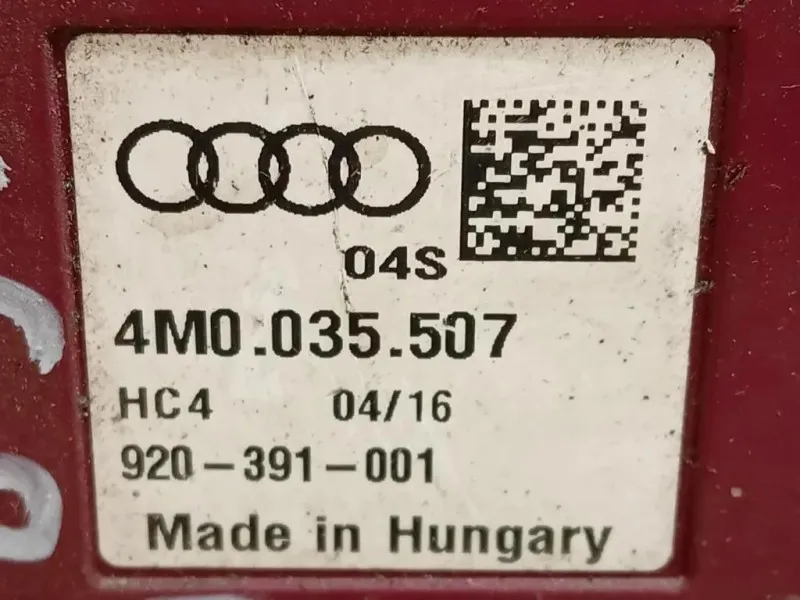 04S
4M0.035.507
HC4 04/16
920-391-001
Made in Hungary